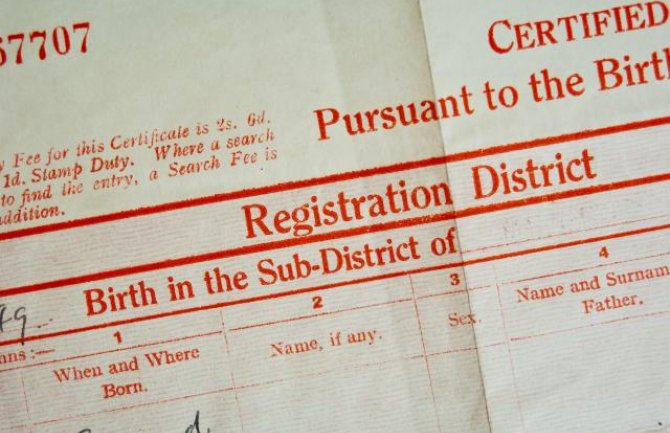 67707
CERTIFIED
Pursuant to the Birth
y Fee for this Certificate is 2s. 6d.
1d. Stamp Duty. Where a search
to find the entry, a Search Fee is
addition.
Registration District
Birth in the Sub-District of
49
ns:—
1
2
3
4
When and Where
Born.
Name, if any.
Sex.
Name and Surname
Father.